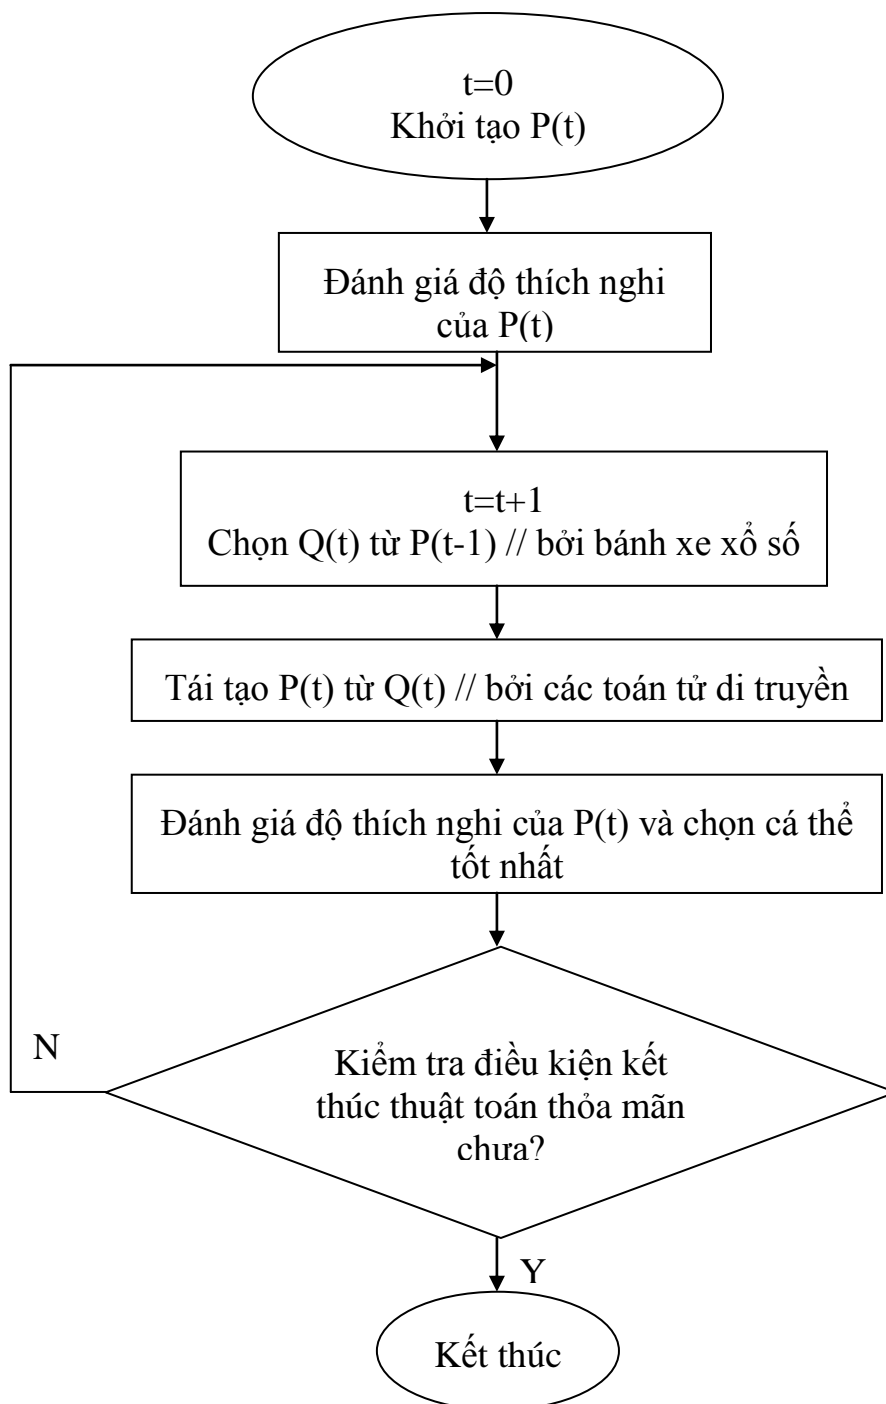 t=0
Khởi tạo P(t)
Đánh giá độ thích nghi
của P(t)
t=t+1
Chọn Q(t) từ P(t-1) // bởi bánh xe xổ số
Tái tạo P(t) từ Q(t) // bởi các toán tử di truyền
Đánh giá độ thích nghi của P(t) và chọn cá thể
tốt nhất
N
Kiểm tra điều kiện kết
thúc thuật toán thỏa mãn
chưa?
Y
Kết thúc